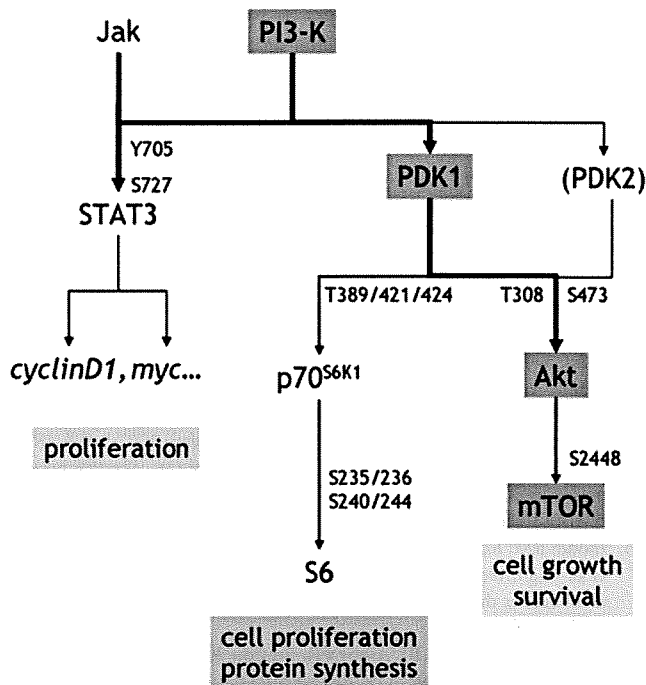 Jak
PI3-K
Y705
S727
STAT3
PDK1
(PDK2)
T389/421/424
T308
S473
cyclinD1, myc...
p70S6K1
Akt
proliferation
S235/236
S240/244
S2448
mTOR
S6
cell growth
survival
cell proliferation
protein synthesis